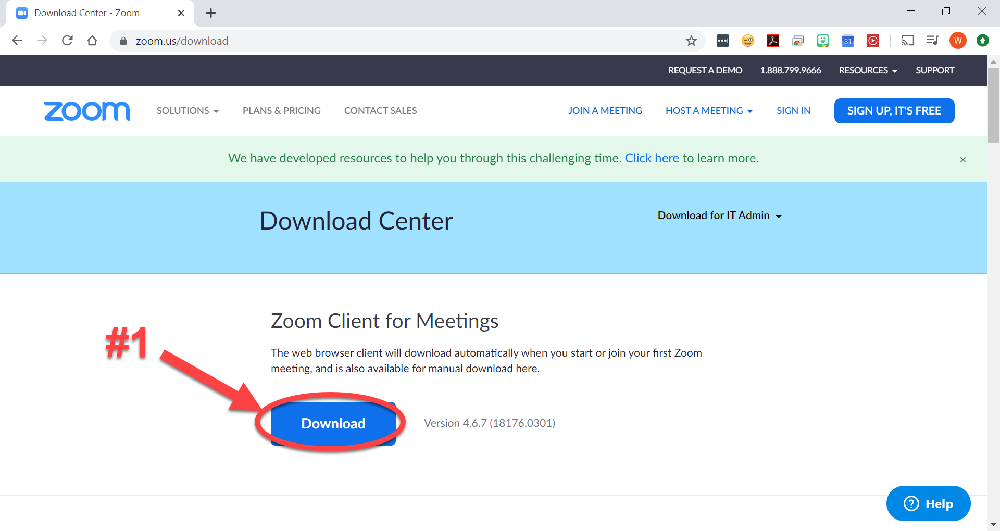 Download Center - Zoom
zoom.us/download
31
W
REQUEST A DEMO
1.888.799.9666
RESOURCES
SUPPORT
zoom
SOLUTIONS
PLANS & PRICING
CONTACT SALES
JOIN A MEETING
HOST A MEETING
SIGN IN
SIGN UP, IT'S FREE
We have developed resources to help you through this challenging time. Click here to learn more.
Download Center
Download for IT Admin
Zoom Client for Meetings
The web browser client will download automatically when you start or join your first Zoom
meeting, and is also available for manual download here.
#1
Download
Version 4.6.7 (18176.0301)
Help